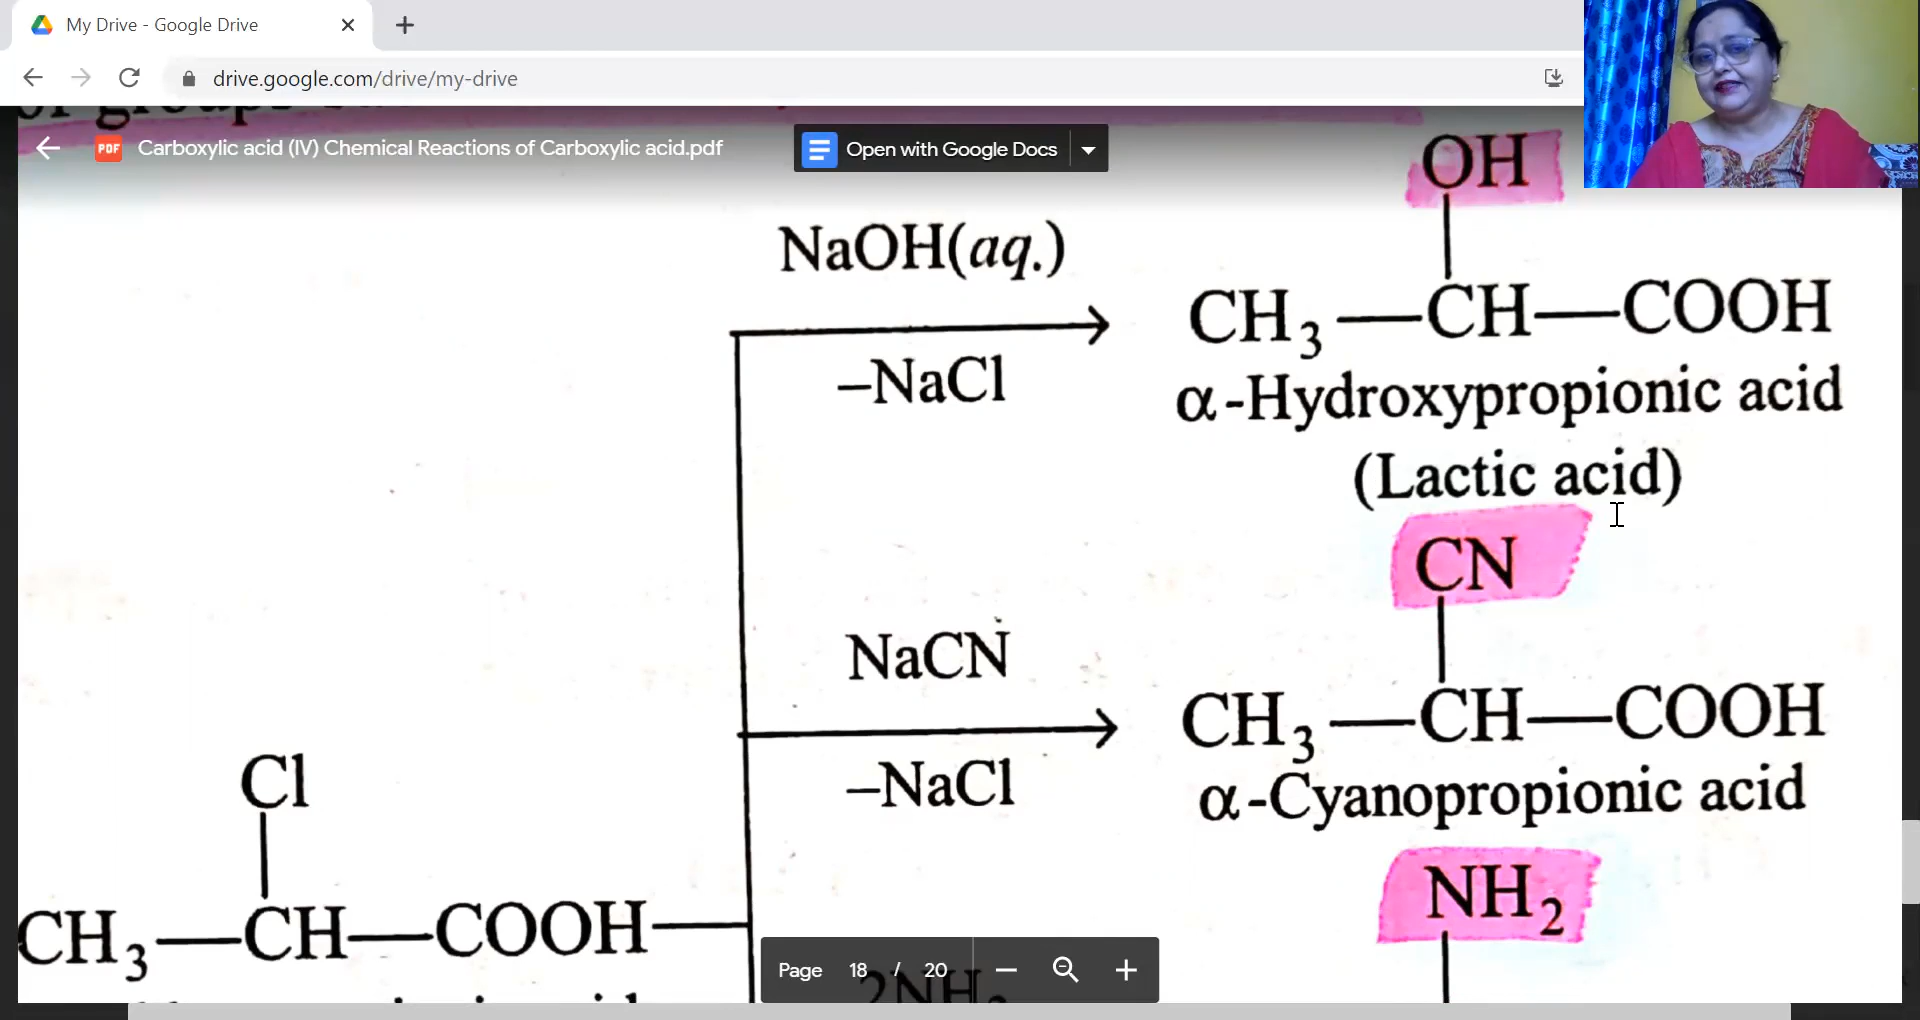 My Drive - Google Drive
drive.google.com/drive/my-drive
Carboxylic acid (IV) Chemical Reactions of Carboxylic acid.pdf
Open with Google Docs
OH
NaOH(aq.)
CH3—CH—COOH
–NaCl
α-Hydroxypropionic acid
(Lactic acid)
CN
NaCN
CH3—CH—COOH
–NaCl
α-Cyanopropionic acid
Cl
NH2
CH3—CH—COOH
Page 18 / 20